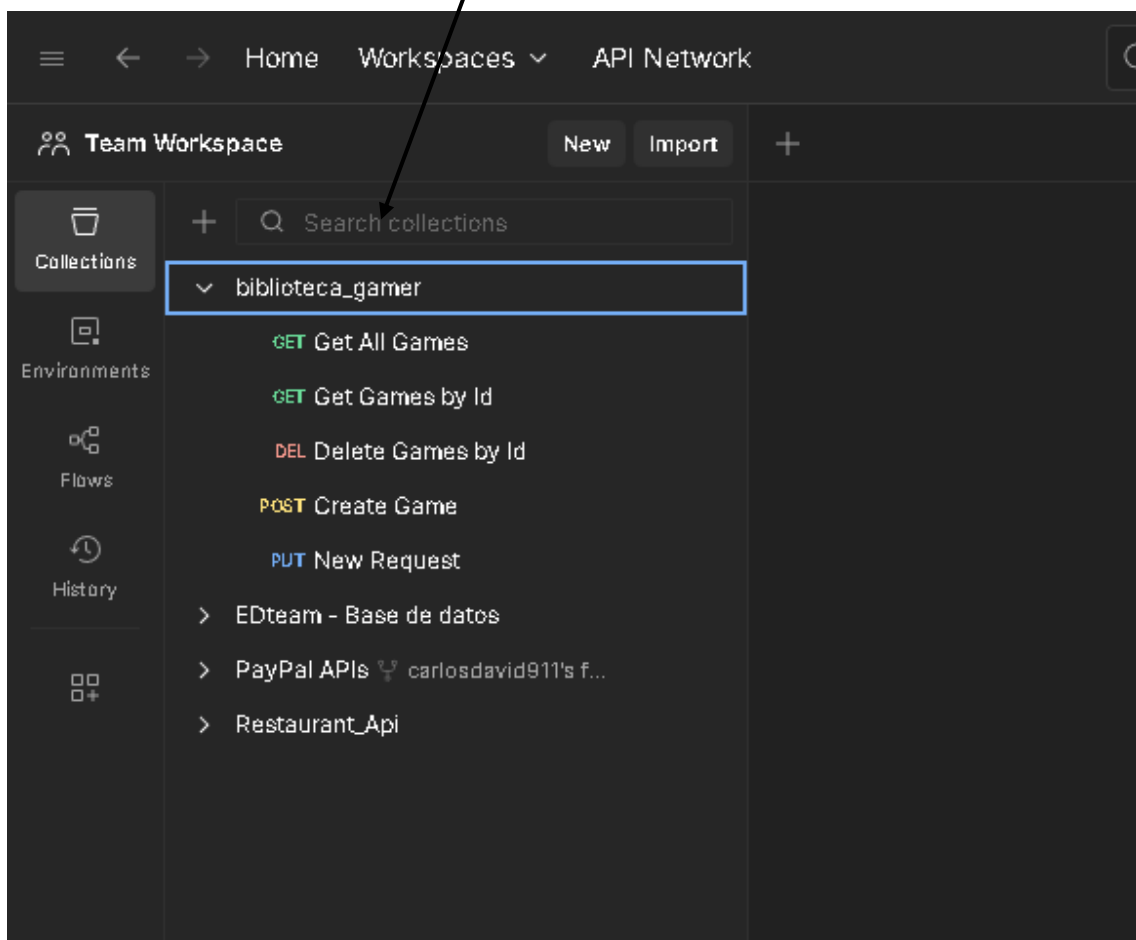 Home Workspaces API Network
Team Workspace New Import
Search collections
Collections
biblioteca_gamer
GET Get All Games
Environments
GET Get Games by Id
DEL Delete Games by Id
Flows
POST Create Game
PUT New Request
History
EDteam - Base de datos
PayPal APIs carlosdavid911's f...
Restaurant_Api